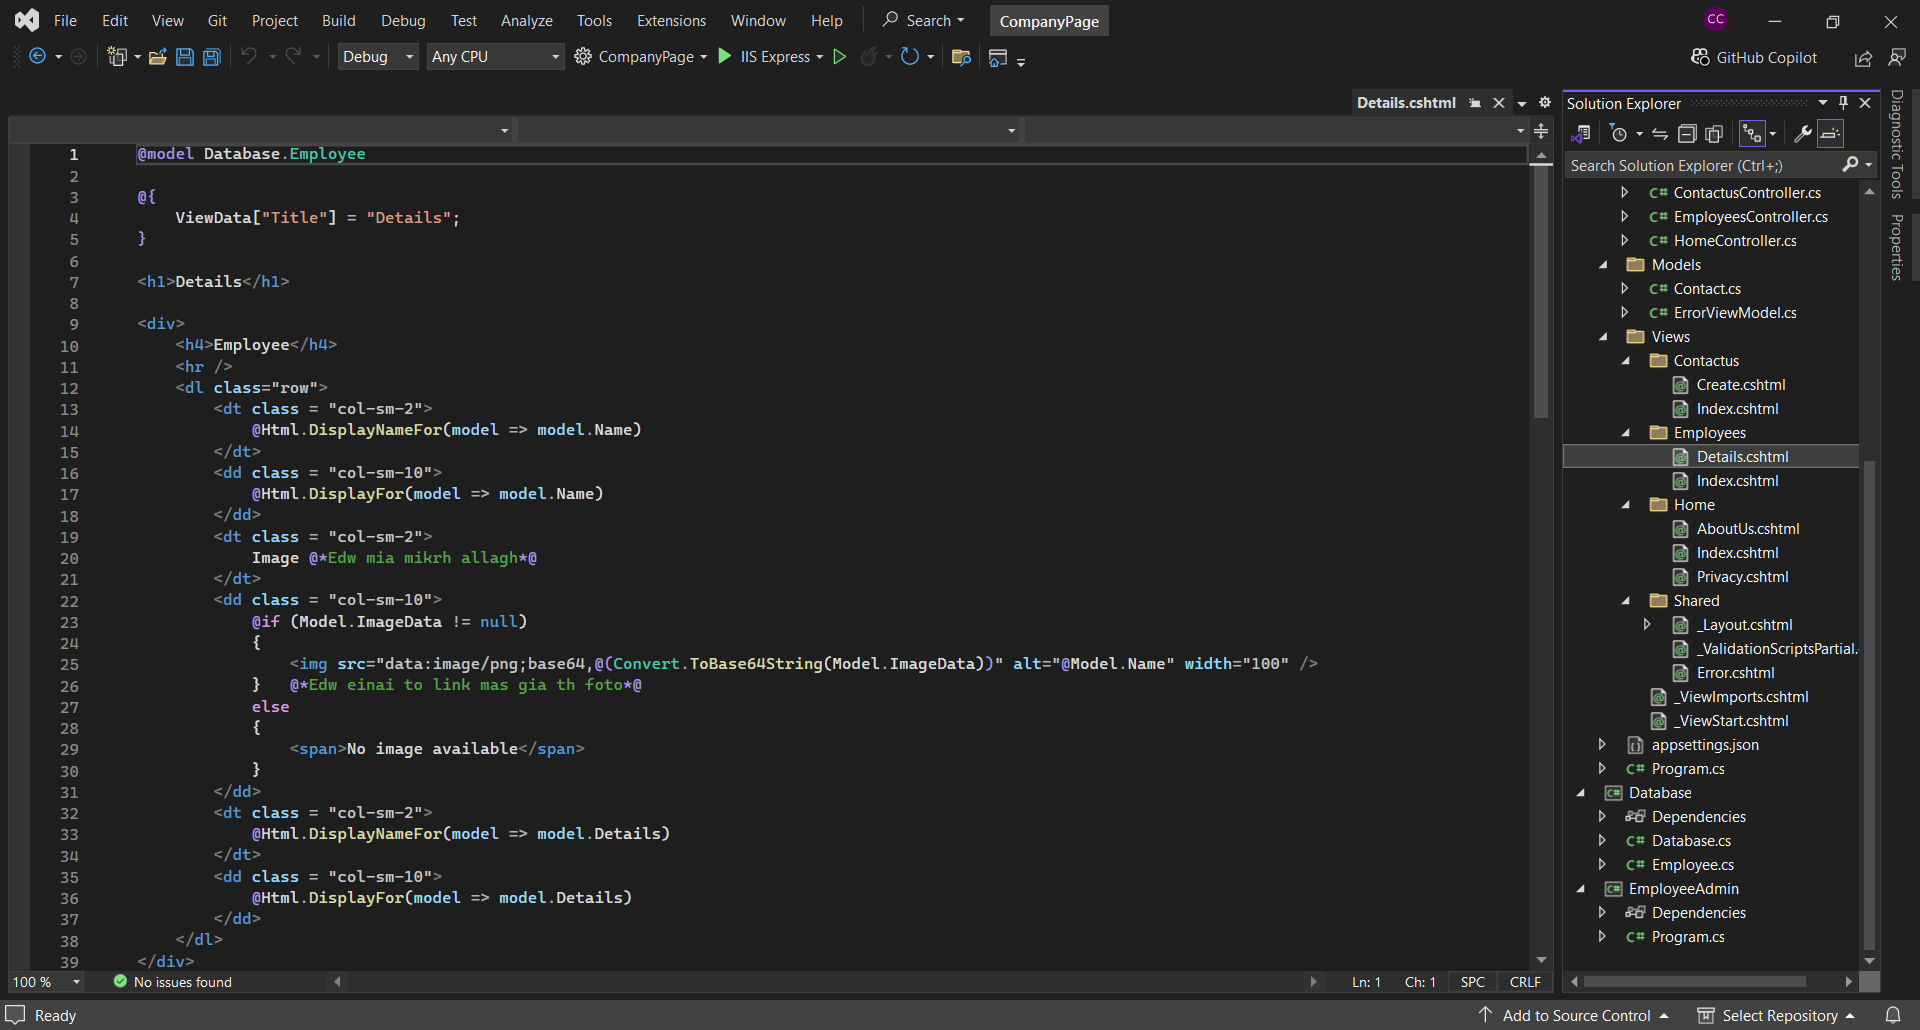 File Edit View Git Project Build Debug Test Analyze Tools Extensions Window Help Search CompanyPage CC
Debug Any CPU CompanyPage IIS Express GitHub Copilot
Details.cshtml
1 @model Database.Employee
2
3 @{
4 ViewData["Title"] = "Details";
5 }
6
7 <h1>Details</h1>
8
9 <div>
10 <h4>Employee</h4>
11 <hr />
12 <dl class="row">
13 <dt class = "col-sm-2">
14 @Html.DisplayNameFor(model => model.Name)
15 </dt>
16 <dd class = "col-sm-10">
17 @Html.DisplayFor(model => model.Name)
18 </dd>
19 <dt class = "col-sm-2">
20 Image @*Edw mia mikrh allagh*@
21 </dt>
22 <dd class = "col-sm-10">
23 @if (Model.ImageData != null)
24 {
25 <img src="data:image/png;base64,@(Convert.ToBase64String(Model.ImageData))" alt="@Model.Name" width="100" />
26 } @*Edw einai to link mas gia th foto*@
27 else
28 {
29 <span>No image available</span>
30 }
31 </dd>
32 <dt class = "col-sm-2">
33 @Html.DisplayNameFor(model => model.Details)
34 </dt>
35 <dd class = "col-sm-10">
36 @Html.DisplayFor(model => model.Details)
37 </dd>
38 </dl>
39 </div>
100 % No issues found Ln: 1 Ch: 1 SPC CRLF
Solution Explorer
Search Solution Explorer (Ctrl+;)
C# ContactusController.cs
C# EmployeesController.cs
C# HomeController.cs
Models
C# Contact.cs
C# ErrorViewModel.cs
Views
Contactus
Create.cshtml
Index.cshtml
Employees
Details.cshtml
Index.cshtml
Home
AboutUs.cshtml
Index.cshtml
Privacy.cshtml
Shared
_Layout.cshtml
_ValidationScriptsPartial.
Error.cshtml
_ViewImports.cshtml
_ViewStart.cshtml
appsettings.json
C# Program.cs
C# Database
Dependencies
C# Database.cs
C# Employee.cs
C# EmployeeAdmin
Dependencies
C# Program.cs
Diagnostic Tools
Properties
Ready Add to Source Control Select Repository